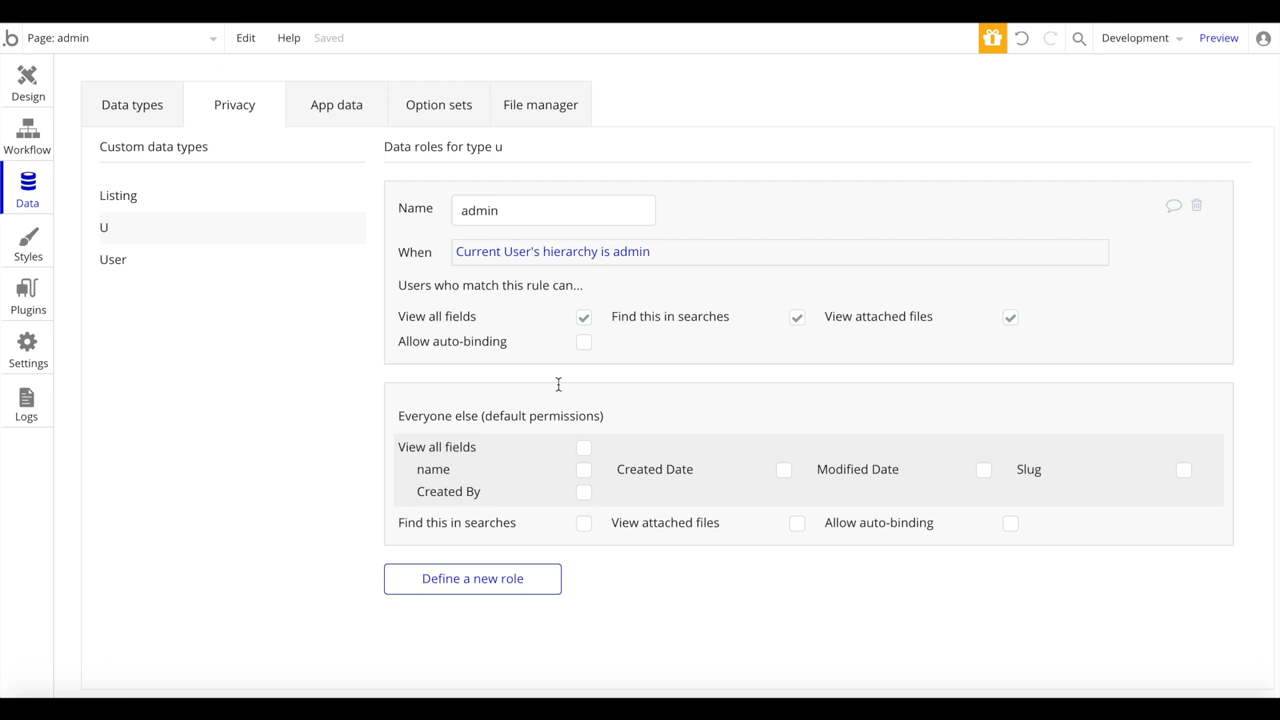 .b Page: admin Edit Help Saved Development Preview
Design
Workflow
Data
Styles
Plugins
Settings
Logs
Data types Privacy App data Option sets File manager
Custom data types
Listing
U
User
Data roles for type u
Name admin
When Current User's hierarchy is admin
Users who match this rule can...
View all fields Find this in searches View attached files
Allow auto-binding
Everyone else (default permissions)
View all fields
name Created Date Modified Date Slug
Created By
Find this in searches View attached files Allow auto-binding
Define a new role